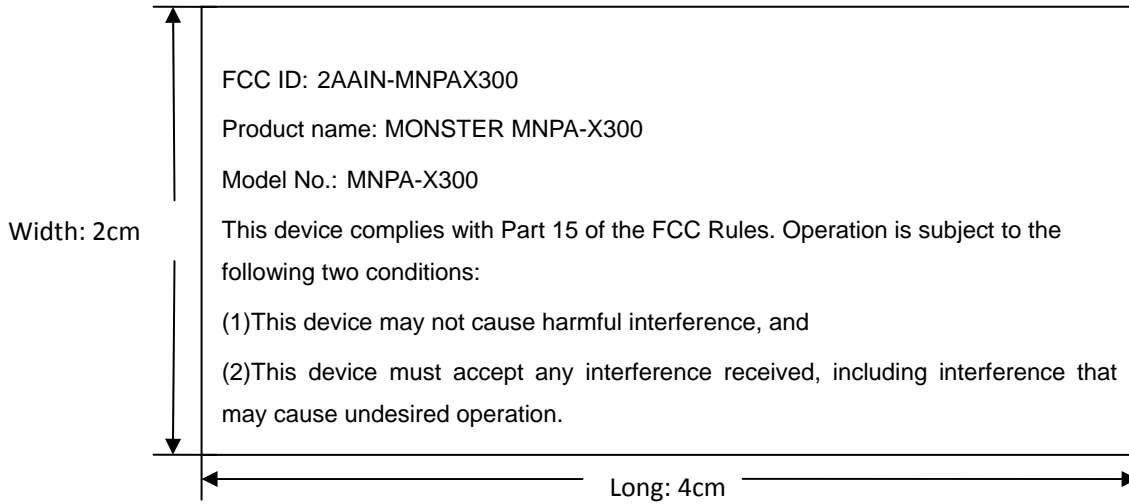 FCC ID: 2AAIN-MNPAX300
Product name: MONSTER MNPA-X300
Model No.: MNPA-X300
Width: 2cm
This device complies with Part 15 of the FCC Rules. Operation is subject to the
following two conditions:
(1)This device may not cause harmful interference, and
(2)This device must accept any interference received, including interference that
may cause undesired operation.
Long: 4cm